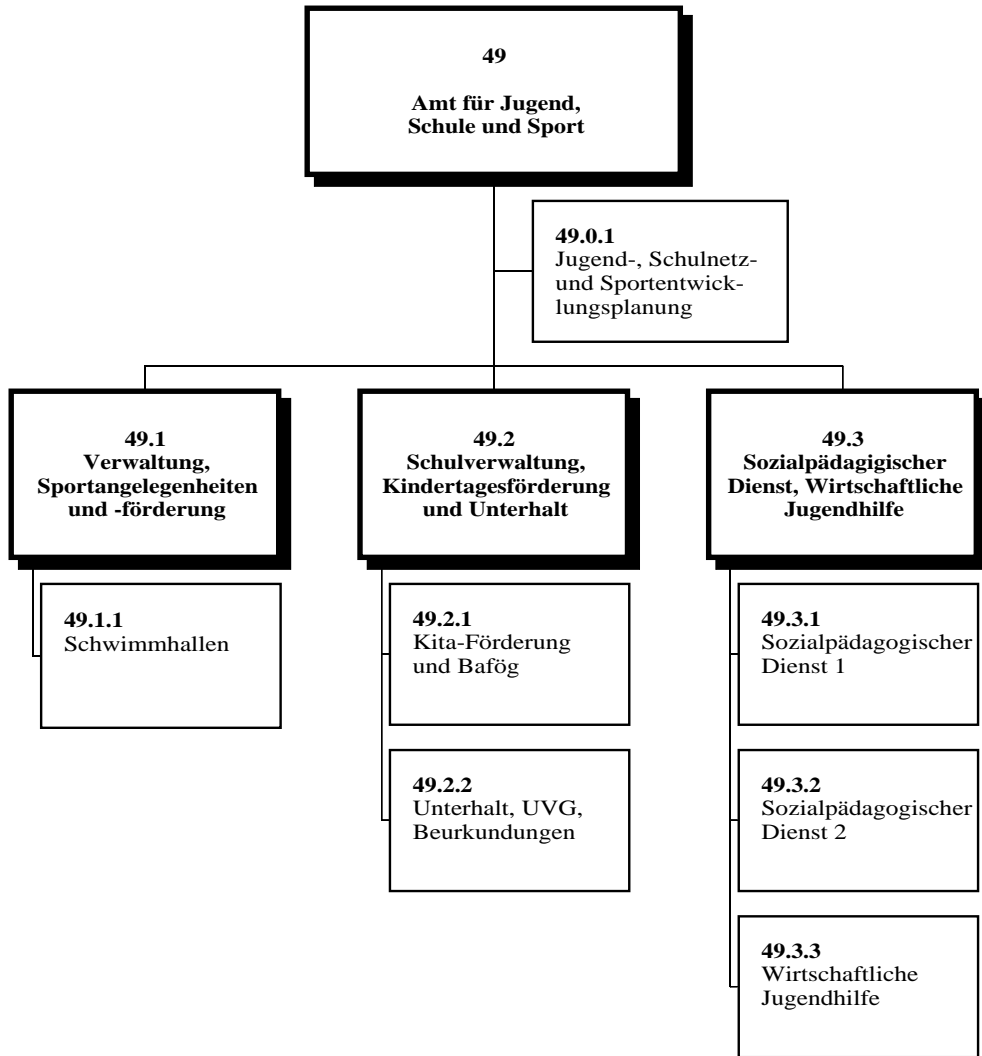 49
Amt für Jugend,
Schule und Sport
49.0.1
Jugend-, Schulnetz-
und Sportentwick-
lungsplanung
49.1
Verwaltung,
Sportangelegenheiten
und -förderung
49.1.1
Schwimmhallen
49.2
Schulverwaltung,
Kindertagesförderung
und Unterhalt
49.2.1
Kita-Förderung
und Bafög
49.2.2
Unterhalt, UVG,
Beurkundungen
49.3
Sozialpädagigischer
Dienst, Wirtschaftliche
Jugendhilfe
49.3.1
Sozialpädagogischer
Dienst 1
49.3.2
Sozialpädagogischer
Dienst 2
49.3.3
Wirtschaftliche
Jugendhilfe